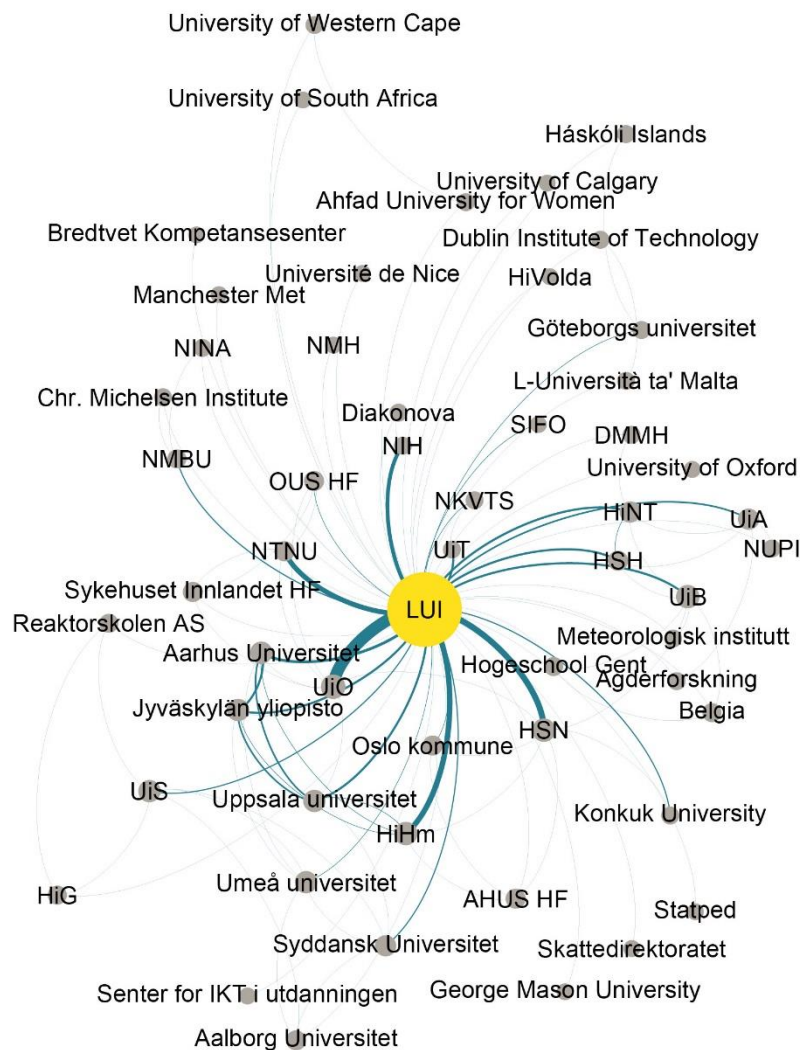 University of Western Cape
University of South Africa
Háskóli Islands
University of Calgary
Ahfad University for Women
Bredtvet Kompetansesenter
Dublin Institute of Technology
Université de Nice
HiVolda
Manchester Met
Göteborgs universitet
NINA
NMH
L-Università ta' Malta
Chr. Michelsen Institute
Diakonova
SIFO
NIH
DMMH
NMBU
University of Oxford
OUS HF
NKVTS
HiNT
UiA
NTNU
UiT
HSH
NUPI
Sykehuset Innlandet HF
LUI
UiB
Reaktorskolen AS
Meteorologisk institutt
Aarhus Universitet
Hogeschool Gent
Agderforskning
UiO
Jyväskylän yliopisto
Belgia
HSN
Oslo kommune
UiS
Uppsala universitet
Konkuk University
HiHm
Umeå universitet
HiG
AHUS HF
Statped
Syddansk Universitet
Skattedirektoratet
Senter for IKT i utdanningen
George Mason University
Aalborg Universitet